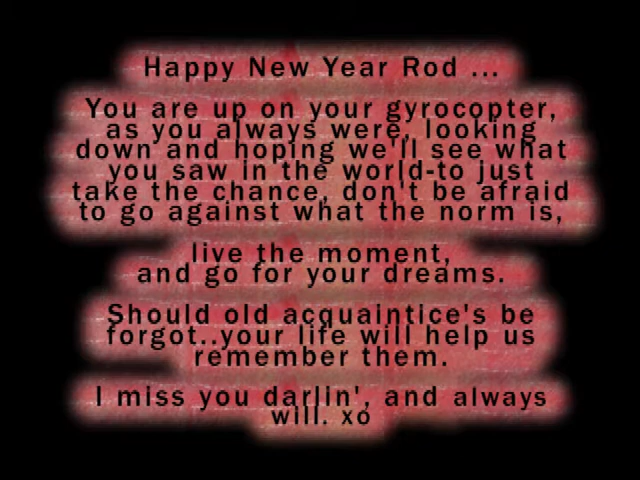 Happy New Year Rod ...
You are up on your gyrocopter,
as you always were, looking
down and hoping we'll see what
you saw in the world-to just
take the chance, don't be afraid
to go against what the norm is,
live the moment,
and go for your dreams.
Should old acquaintice's be
forgot..your life will help us
remember them.
I miss you darlin', and always
will. xo